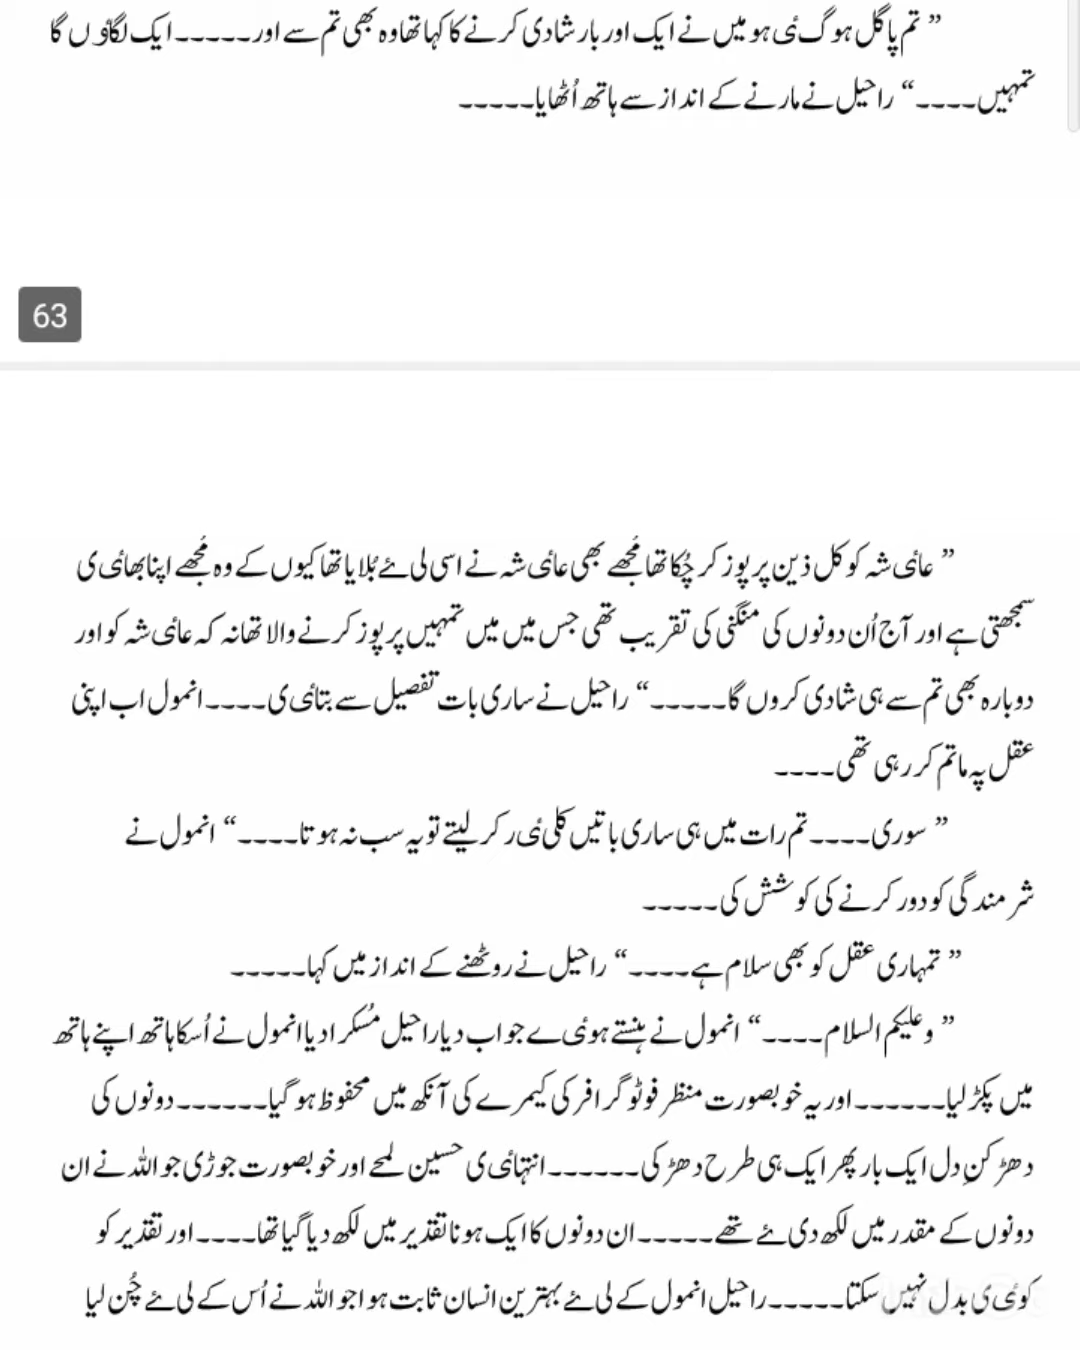 ” تم پاگل ہو گ ئی ہو میں نے ایک اور بار شادی کرنے کا کہا تھا وہ بھی تم سے اور۔۔۔۔۔ایک لگاؤ ں گا
تمہیں۔۔۔۔“ راحیل نے مارنے کے انداز سے ہاتھ اُٹھایا۔۔۔۔۔
63
” عائ شہ کو کل ذین پرپوز کر چُکا تھا مُجھے بھی عائ شہ نے اسی لی ئے بُلایا تھا کیوں کے وہ مُجھے اپنا بھائ ی
سمجھتی ہے اور آج اُن دونوں کی منگنی کی تقریب تھی جس میں میں تمہیں پرپوز کرنے والا تھا نہ کہ عائ شہ کو اور
دوبارہ بھی تم سے ہی شادی کروں گا۔۔۔۔۔“ راحیل نے ساری بات تفصیل سے بتائ ی۔۔۔۔انمول اب اپنی
عقل پہ ماتم کر رہی تھی۔۔۔۔
” سوری۔۔۔۔تم رات میں ہی ساری باتیں کلی ئی ر کر لیتے تو یہ سب نہ ہوتا۔۔۔۔“ انمول نے
شرمندگی کو دور کرنے کی کوشش کی۔۔۔۔۔
” تمہاری عقل کو بھی سلام ہے۔۔۔۔“ راحیل نے روٹھنے کے انداز میں کہا۔۔۔۔۔
” وعلیکم السلام۔۔۔۔“ انمول نے ہنستے ہوئ ے جواب دیا راحیل مُسکرا دیا انمول نے اُسکا ہاتھ اپنے ہاتھ
میں پکڑ لیا۔۔۔۔۔۔اور یہ خوبصورت منظر فوٹو گرافر کی کیمرے کی آنکھ میں محفوظ ہو گیا۔۔۔۔۔۔دونوں کی
دھڑکنِ دل ایک بار پھر ایک ہی طرح دھڑکی۔۔۔۔۔۔انتہائ ی حسین لمحے اور خوبصورت جوڑی جو اللہ نے ان
دونوں کے مقدر میں لکھ دی ئے تھے۔۔۔۔۔ان دونوں کا ایک ہونا تقدیر میں لکھ دیا گیا تھا۔۔۔۔اور تقدیر کو
کوئ ی بدل نہیں سکتا۔۔۔۔۔راحیل انمول کے لی ئے بہترین انسان ثابت ہوا جو اللہ نے اُس کے لی ئے چُن لیا